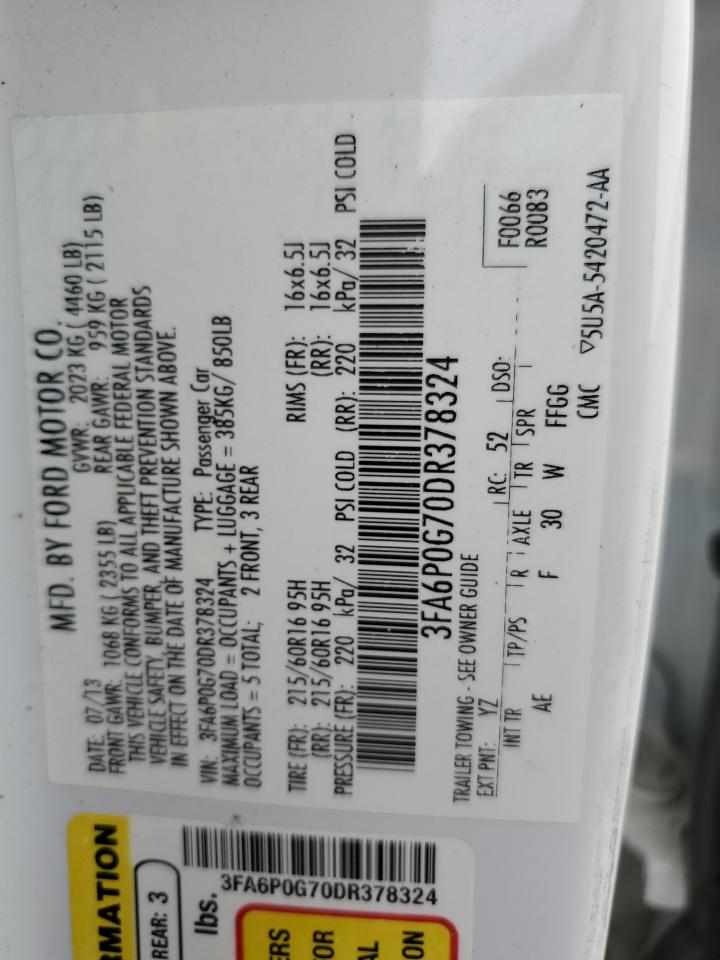 MFD. BY FORD MOTOR CO.
DATE: 07/13 GVWR: 2023 KG ( 4460 LB)
FRONT GAWR: 1068 KG ( 2355 LB) REAR GAWR: 959 KG ( 2115 LB)
THIS VEHICLE CONFORMS TO ALL APPLICABLE FEDERAL MOTOR
VEHICLE SAFETY, BUMPER, AND THEFT PREVENTION STANDARDS
IN EFFECT ON THE DATE OF MANUFACTURE SHOWN ABOVE.
VIN: 3FA6P0G70DR378324 TYPE: Passenger Car
MAXIMUM LOAD = OCCUPANTS + LUGGAGE = 385KG/ 850LB
OCCUPANTS = 5 TOTAL; 2 FRONT, 3 REAR
TIRE (FR): 215/60R16 95H RIMS (FR): 16x6.5J
(RR): 215/60R16 95H (RR): 16x6.5J
PRESSURE (FR): 220 kPa/ 32 PSI COLD (RR): 220 kPa/ 32 PSI COLD
3FA6P0G70DR378324
TRAILER TOWING - SEE OWNER GUIDE
EXT PNT: YZ RC: 52 DSO: F0066
R0083
INT TR TP/PS R AXLE TR SPR
AE F 30 W FFGG
CMC ▽5U5A-5420472-AA
RMATION
REAR: 3
lbs.
3FA6P0G70DR378324
ERS
OR
AL
ON